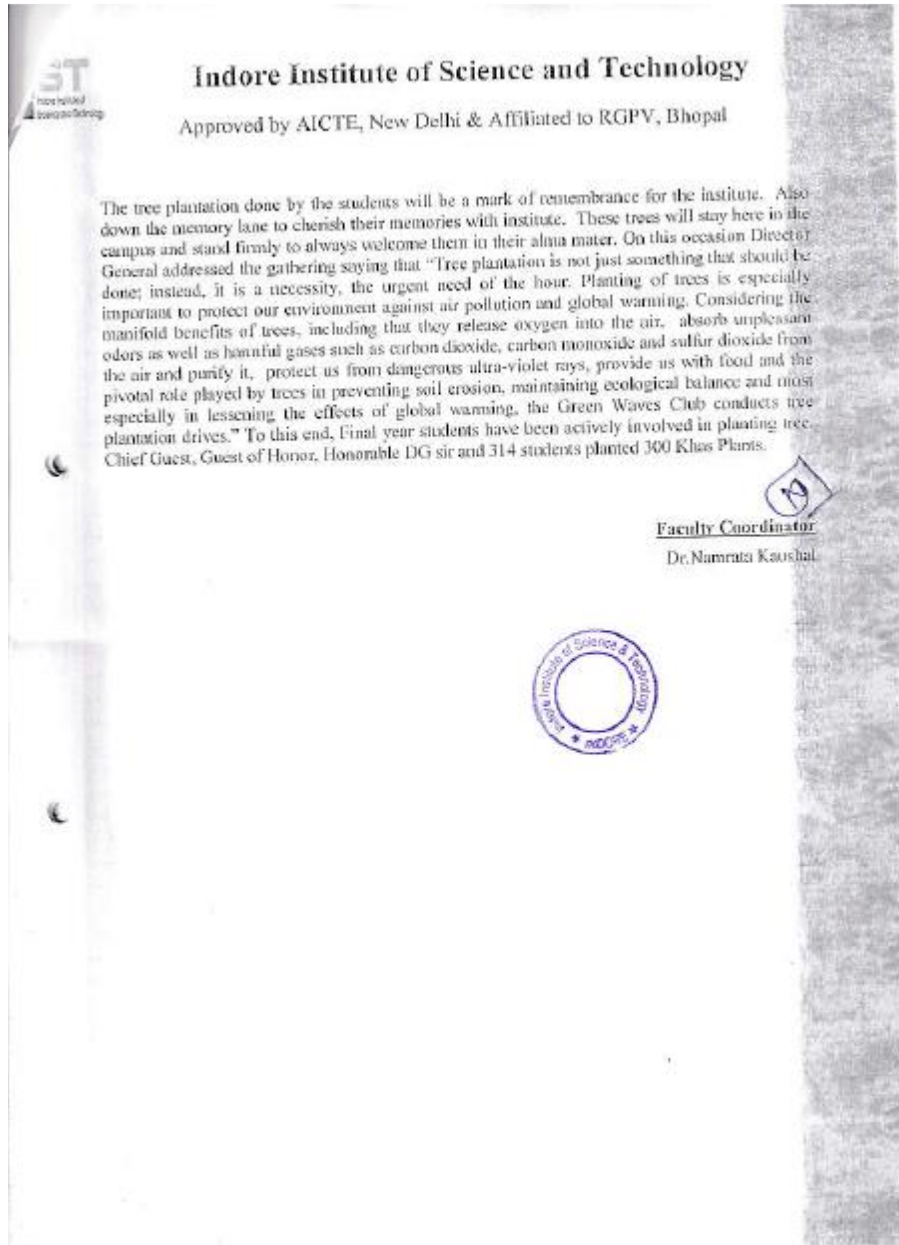 IST
Indore Institute of
Science and Technology
Indore Institute of Science and Technology
Approved by AICTE, New Delhi & Affiliated to RGPV, Bhopal
The tree plantation done by the students will be a mark of remembrance for the institute. Also
down the memory lane to cherish their memories with institute. These trees will stay here in the
campus and stand firmly to always welcome them in their alma mater. On this occasion Director
General addressed the gathering saying that “Tree plantation is not just something that should be
done; instead, it is a necessity, the urgent need of the hour. Planting of trees is especially
important to protect our environment against air pollution and global warming. Considering the
manifold benefits of trees, including that they release oxygen into the air, absorb unpleasant
odors as well as harmful gases such as carbon dioxide, carbon monoxide and sulfur dioxide from
the air and purify it, protect us from dangerous ultra-violet rays, provide us with food and the
pivotal role played by trees in preventing soil erosion, maintaining ecological balance and most
especially in lessening the effects of global warming, the Green Waves Club conducts tree
plantation drives.” To this end, Final year students have been actively involved in planting tree.
Chief Guest, Guest of Honor, Honorable DG sir and 314 students planted 300 Khas Plants.
N
Faculty Coordinator
Dr.Namrata Kaushal
Indore Institute of Science & Technology
★ INDORE ★